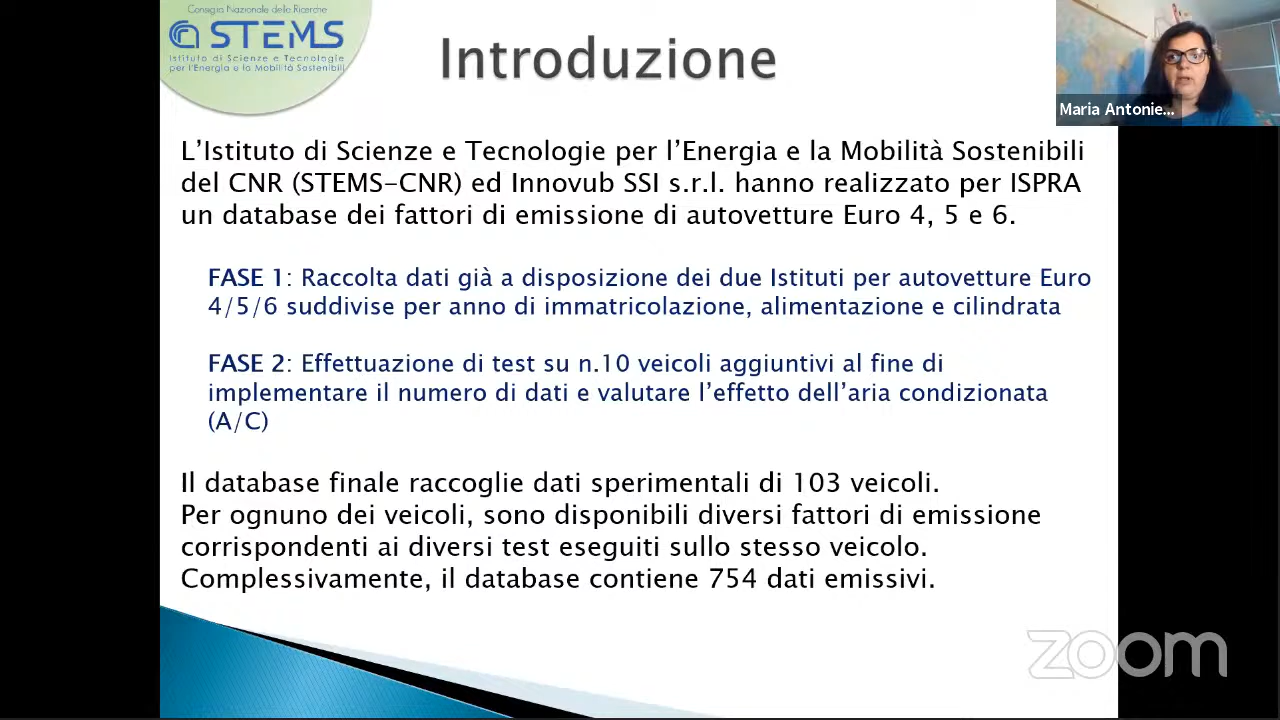 Consiglio Nazionale delle Ricerche
STEMS
Istituto di Scienze e Tecnologie
per l'Energia e la Mobilità Sostenibili
Introduzione
Maria Antonie...
L'Istituto di Scienze e Tecnologie per l'Energia e la Mobilità Sostenibili
del CNR (STEMS-CNR) ed Innovub SSI s.r.l. hanno realizzato per ISPRA
un database dei fattori di emissione di autovetture Euro 4, 5 e 6.
FASE 1: Raccolta dati già a disposizione dei due Istituti per autovetture Euro
4/5/6 suddivise per anno di immatricolazione, alimentazione e cilindrata
FASE 2: Effettuazione di test su n.10 veicoli aggiuntivi al fine di
implementare il numero di dati e valutare l'effetto dell'aria condizionata
(A/C)
Il database finale raccoglie dati sperimentali di 103 veicoli.
Per ognuno dei veicoli, sono disponibili diversi fattori di emissione
corrispondenti ai diversi test eseguiti sullo stesso veicolo.
Complessivamente, il database contiene 754 dati emissivi.
zoom